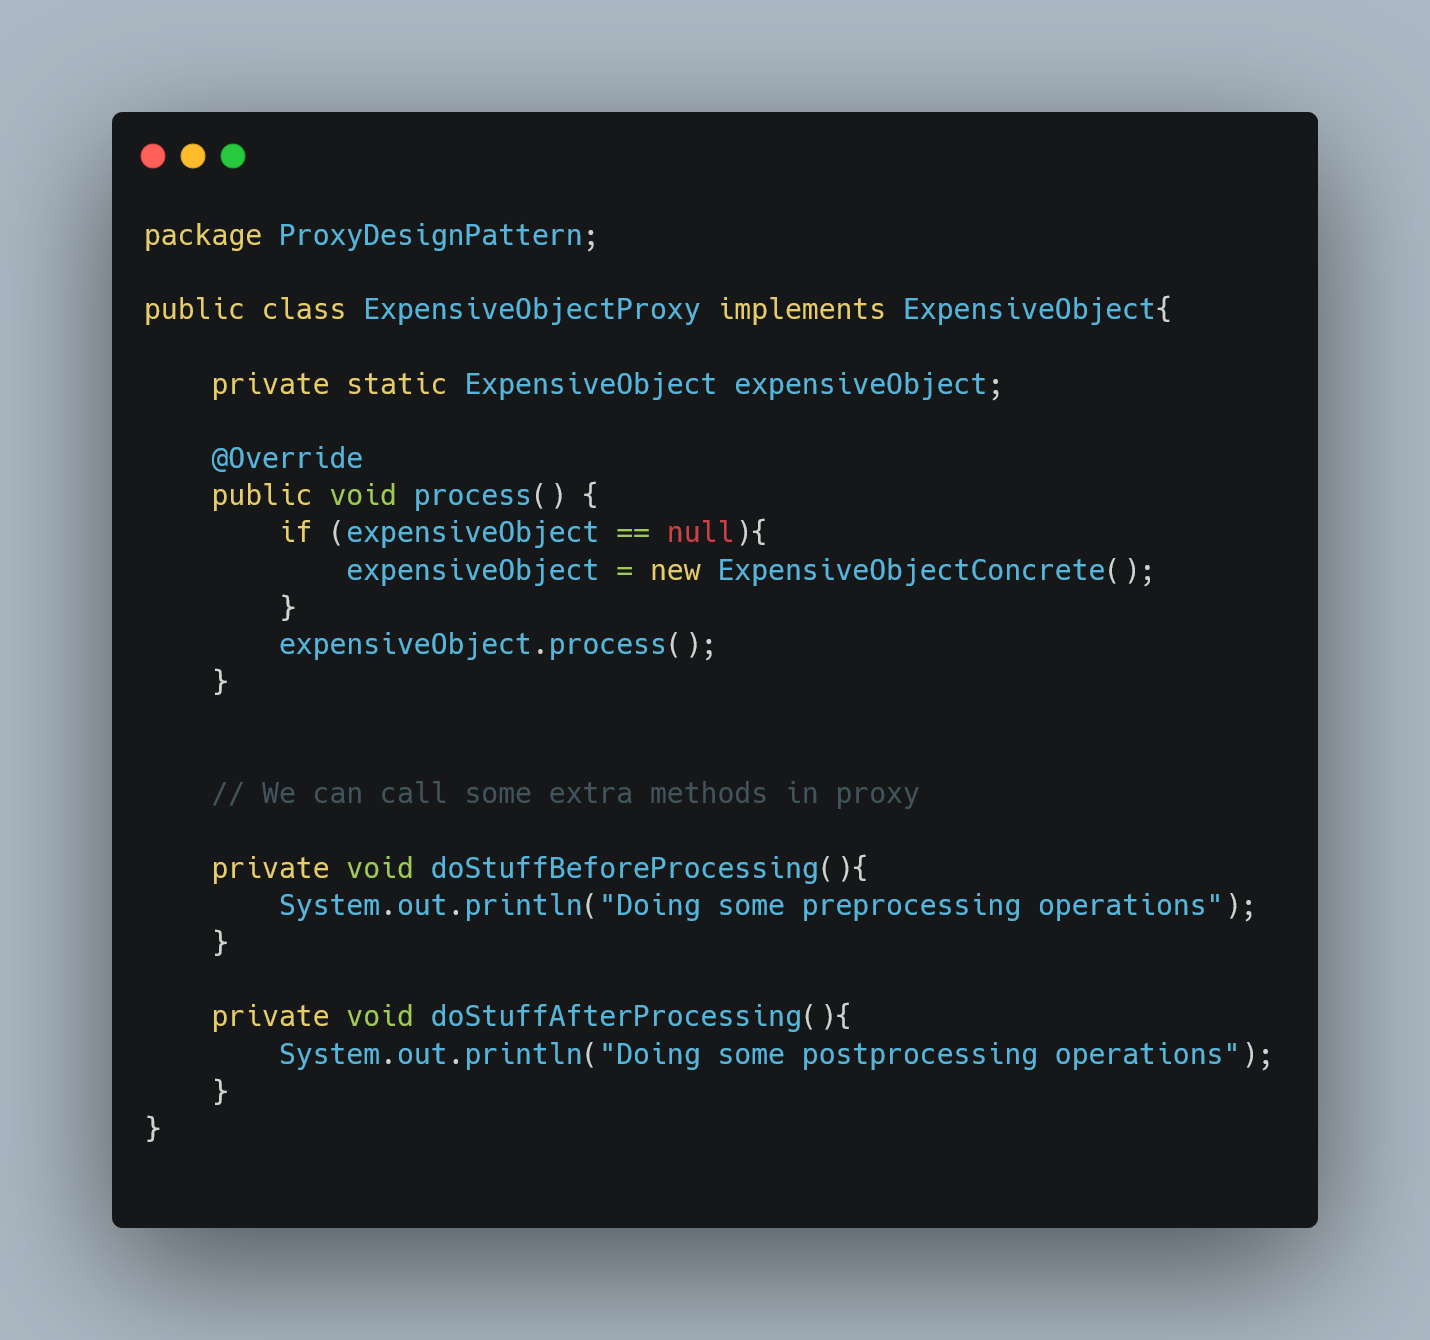 package ProxyDesignPattern;
public class ExpensiveObjectProxy implements ExpensiveObject{
private static ExpensiveObject expensiveObject;
@Override
public void process() {
if (expensiveObject == null){
expensiveObject = new ExpensiveObjectConcrete();
}
expensiveObject.process();
}
// We can call some extra methods in proxy
private void doStuffBeforeProcessing(){
System.out.println("Doing some preprocessing operations");
}
private void doStuffAfterProcessing(){
System.out.println("Doing some postprocessing operations");
}
}